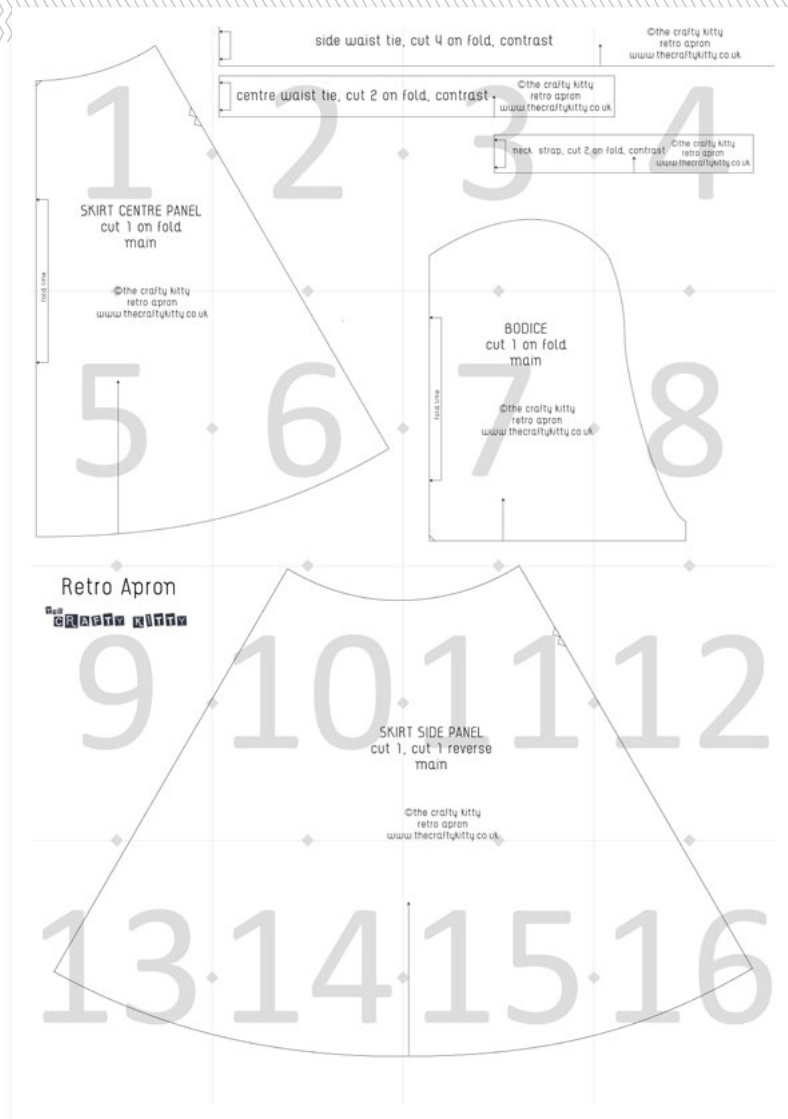 side waist tie, cut 4 on fold, contrast
©the crafty kitty
retro apron
www.thecraftykitty.co.uk
centre waist tie, cut 2 on fold, contrast
©the crafty kitty
retro apron
www.thecraftykitty.co.uk
neck strap, cut 2 on fold, contrast
©the crafty kitty
retro apron
www.thecraftykitty.co.uk
1
2
3
4
SKIRT CENTRE PANEL
cut 1 on fold
main
fold line
©the crafty kitty
retro apron
www.thecraftykitty.co.uk
BODICE
cut 1 on fold
main
fold line
©the crafty kitty
retro apron
www.thecraftykitty.co.uk
5
6
7
8
Retro Apron
THE
CRAFTY KITTY
9
10
11
12
SKIRT SIDE PANEL
cut 1, cut 1 reverse
main
©the crafty kitty
retro apron
www.thecraftykitty.co.uk
13
14
15
16